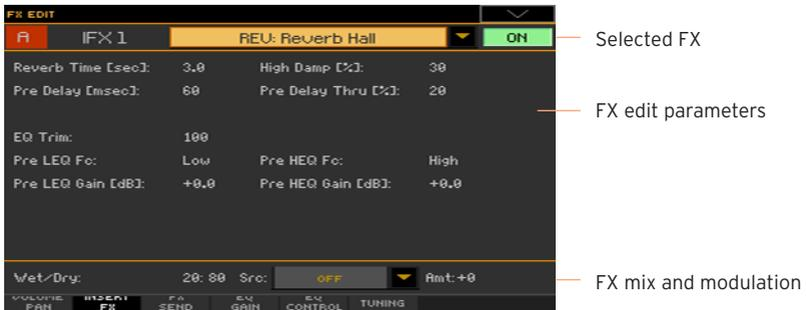 FX EDIT
A IFX 1 REV: Reverb Hall ON
Selected FX
Reverb Time [sec]: 3.0 High Damp [%]: 30
Pre Delay [msec]: 60 Pre Delay Thru [%]: 20
FX edit parameters
EQ Trim: 100
Pre LEQ Fc: Low Pre HEQ Fc: High
Pre LEQ Gain [dB]: +0.0 Pre HEQ Gain [dB]: +0.0
Wet/Dry: 20: 80 Src: OFF Amt:+0
FX mix and modulation
VOLUME INSERT FX EQ EQ
PAN FX SEND GAIN CONTROL TUNING